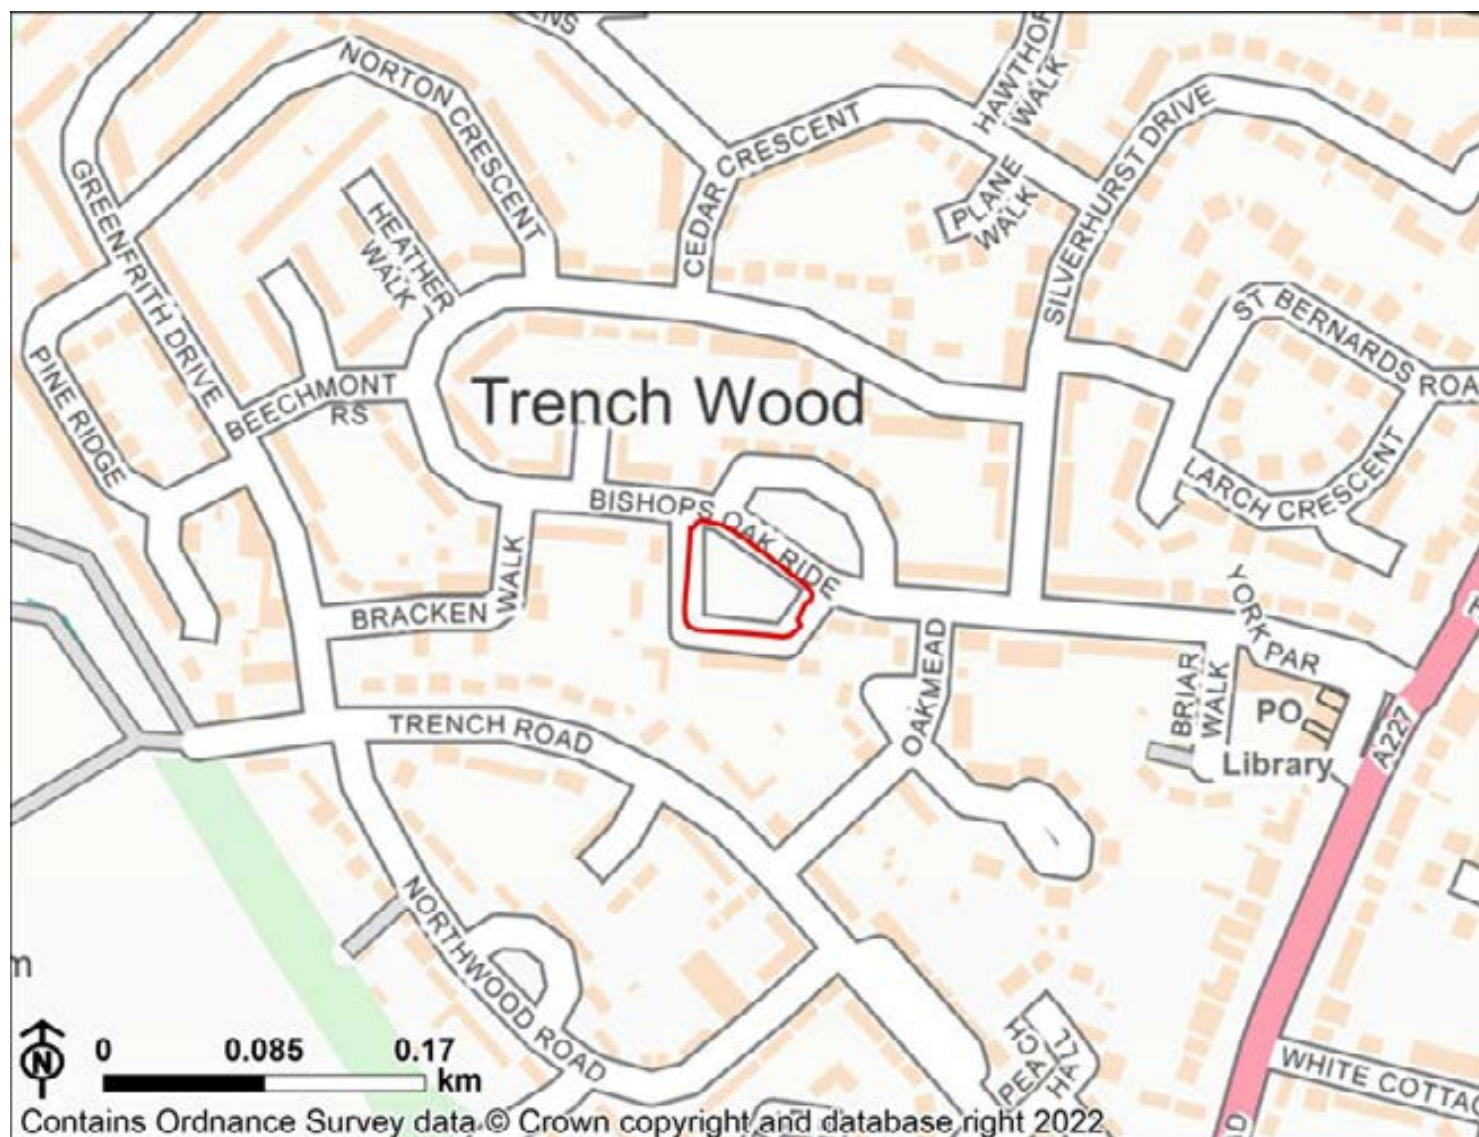 ENS
NORTON CRESCENT
HAWTHOR
WALK
SILVERHURST DRIVE
CEDAR CRESCENT
PLANE
WALK
GREENFRITH DRIVE
HEATHER
WALK
ST BERNARDS ROA
PINE RIDGE
BEECHMONT
RS
Trench Wood
LARCH CRESCENT
BISHOPS OAK RIDE
BRACKEN WALK
YORK PAR
OAKMEAD
BRIAR
WALK
PO
Library
A227
TRENCH ROAD
NORTHWOOD ROAD
m
PEACH
HALL
WHITE COTTAG
D
N
0 0.085 0.17
km
Contains Ordnance Survey data © Crown copyright and database right 2022